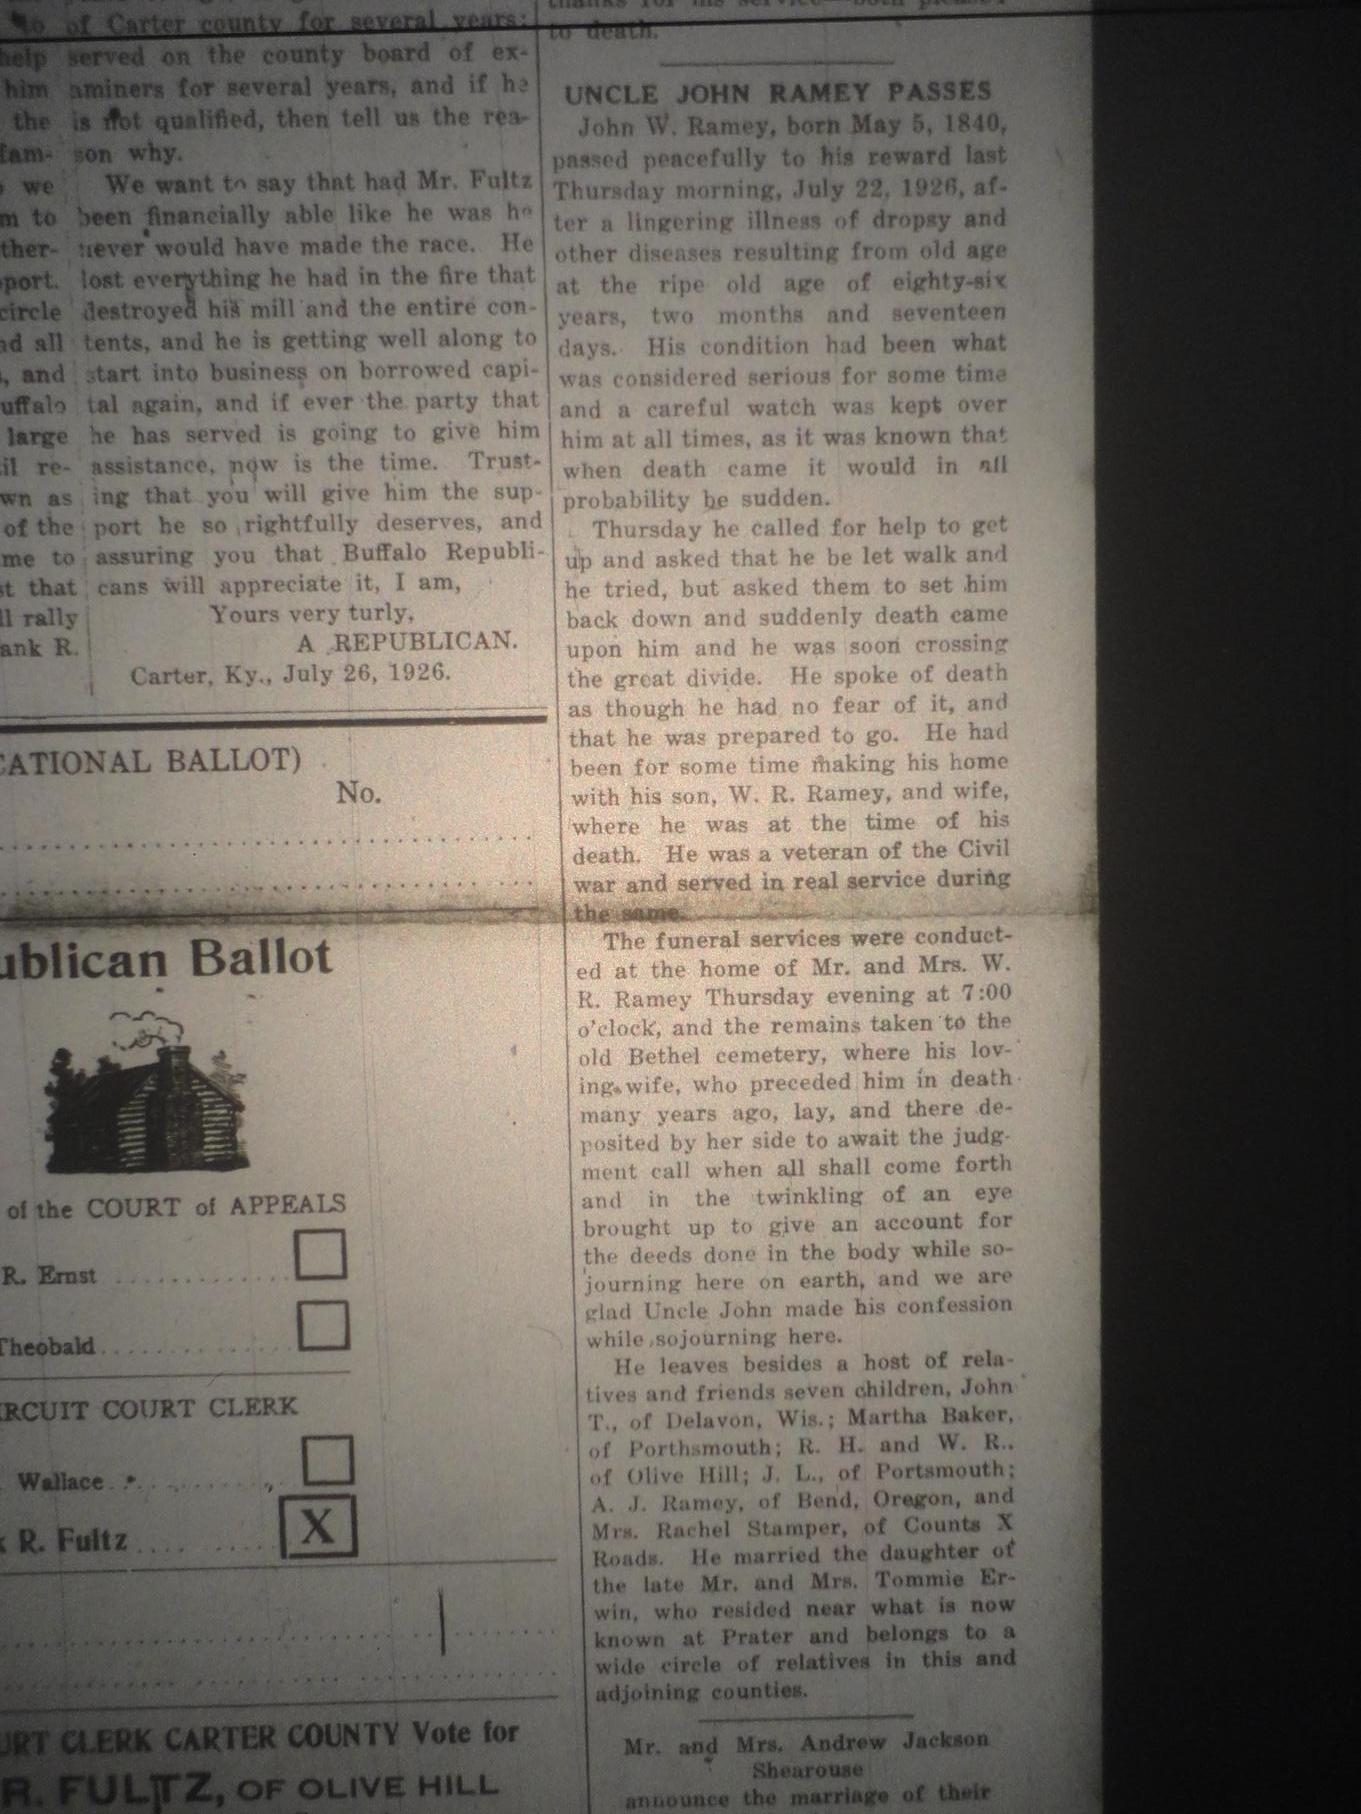 to of Carter county for several years;
help served on the county board of ex-
him aminers for several years, and if he
the is not qualified, then tell us the rea-
fam- son why.
we We want to say that had Mr. Fultz
m to been financially able like he was he
ther- never would have made the race. He
port. lost everything he had in the fire that
circle destroyed his mill and the entire con-
nd all tents, and he is getting well along to
, and start into business on borrowed capi-
uffalo tal again, and if ever the party that
large he has served is going to give him
il re- assistance, now is the time. Trust-
wn as ing that you will give him the sup-
of the port he so rightfully deserves, and
me to assuring you that Buffalo Republi-
st that cans will appreciate it, I am,
ll rally Yours very turly,
ank R. A REPUBLICAN.
Carter, Ky., July 26, 1926.
CATIONAL BALLOT)
No.
ublican Ballot
of the COURT of APPEALS
R. Ernst
Theobald
IRCUIT COURT CLERK
Wallace
R. Fultz X
URT CLERK CARTER COUNTY Vote for
R. FULTZ, OF OLIVE HILL
thanks for his service—both
to death.
UNCLE JOHN RAMEY PASSES
John W. Ramey, born May 5, 1840,
passed peacefully to his reward last
Thursday morning, July 22, 1926, af-
ter a lingering illness of dropsy and
other diseases resulting from old age
at the ripe old age of eighty-six
years, two months and seventeen
days. His condition had been what
was considered serious for some time
and a careful watch was kept over
him at all times, as it was known that
when death came it would in all
probability be sudden.
Thursday he called for help to get
up and asked that he be let walk and
he tried, but asked them to set him
back down and suddenly death came
upon him and he was soon crossing
the great divide. He spoke of death
as though he had no fear of it, and
that he was prepared to go. He had
been for some time making his home
with his son, W. R. Ramey, and wife,
where he was at the time of his
death. He was a veteran of the Civil
war and served in real service during
the same.
The funeral services were conduct-
ed at the home of Mr. and Mrs. W.
R. Ramey Thursday evening at 7:00
o'clock, and the remains taken to the
old Bethel cemetery, where his lov-
ing wife, who preceded him in death
many years ago, lay, and there de-
posited by her side to await the judg-
ment call when all shall come forth
and in the twinkling of an eye
brought up to give an account for
the deeds done in the body while so-
journing here on earth, and we are
glad Uncle John made his confession
while sojourning here.
He leaves besides a host of rela-
tives and friends seven children, John
T., of Delavon, Wis.; Martha Baker,
of Porthsmouth; R. H. and W. R.,
of Olive Hill; J. L., of Portsmouth;
A. J. Ramey, of Bend, Oregon, and
Mrs. Rachel Stamper, of Counts X
Roads. He married the daughter of
the late Mr. and Mrs. Tommie Er-
win, who resided near what is now
known at Prater and belongs to a
wide circle of relatives in this and
adjoining counties.
Mr. and Mrs. Andrew Jackson
Shearouse
announce the marriage of their